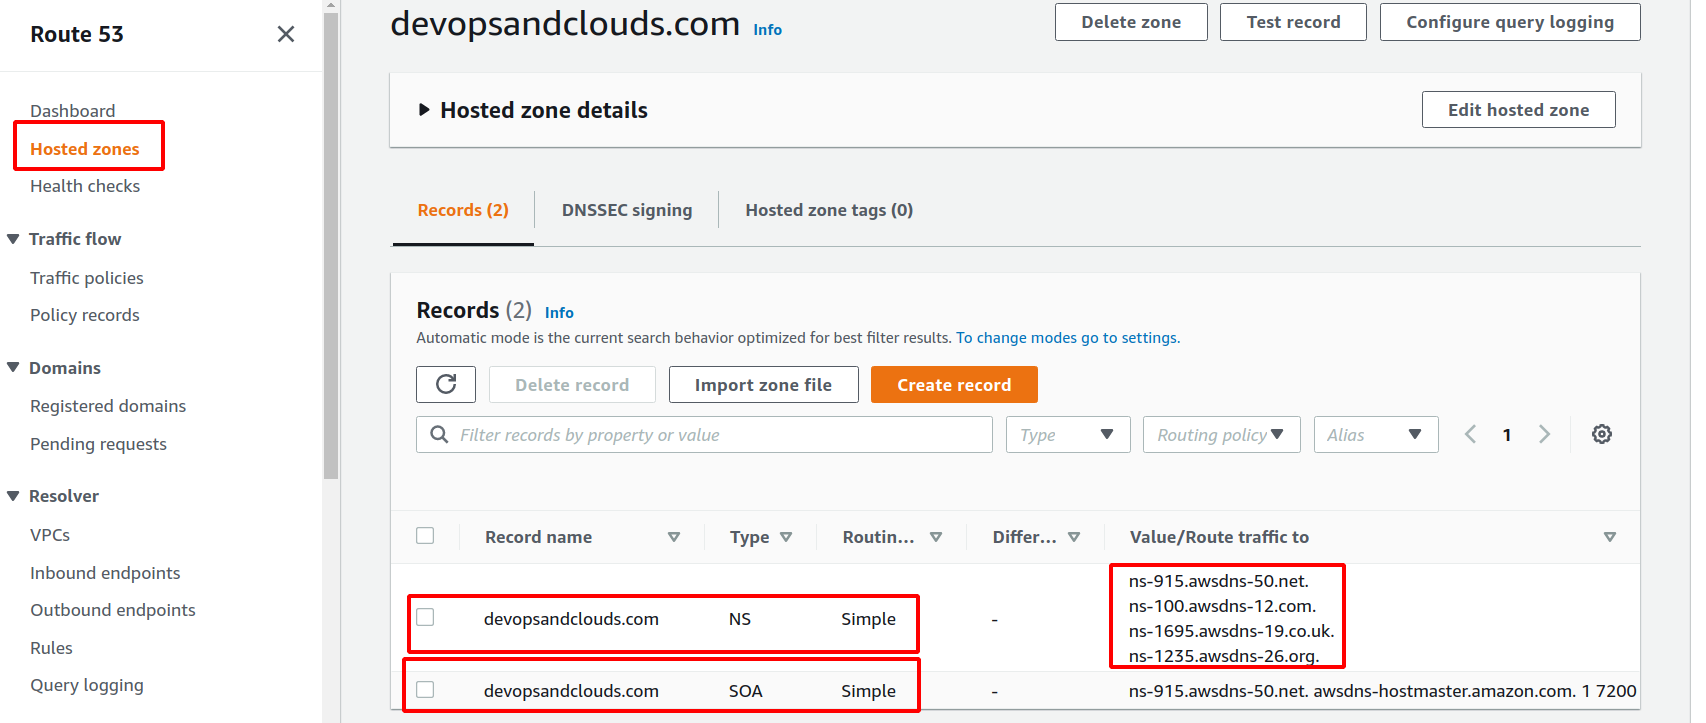 Route 53
Dashboard
Hosted zones
Health checks
Traffic flow
Traffic policies
Policy records
Domains
Registered domains
Pending requests
Resolver
VPCs
Inbound endpoints
Outbound endpoints
Rules
Query logging
devopsandclouds.com Info
Delete zone Test record Configure query logging
Hosted zone details Edit hosted zone
Records (2) DNSSEC signing Hosted zone tags (0)
Records (2) Info
Automatic mode is the current search behavior optimized for best filter results. To change modes go to settings.
Delete record Import zone file Create record
Filter records by property or value Type Routing policy Alias 1
Record name Type Routin... Differ... Value/Route traffic to
devopsandclouds.com NS Simple -
ns-915.awsdns-50.net.
ns-100.awsdns-12.com.
ns-1695.awsdns-19.co.uk.
ns-1235.awsdns-26.org.
devopsandclouds.com SOA Simple - ns-915.awsdns-50.net. awsdns-hostmaster.amazon.com. 1 7200